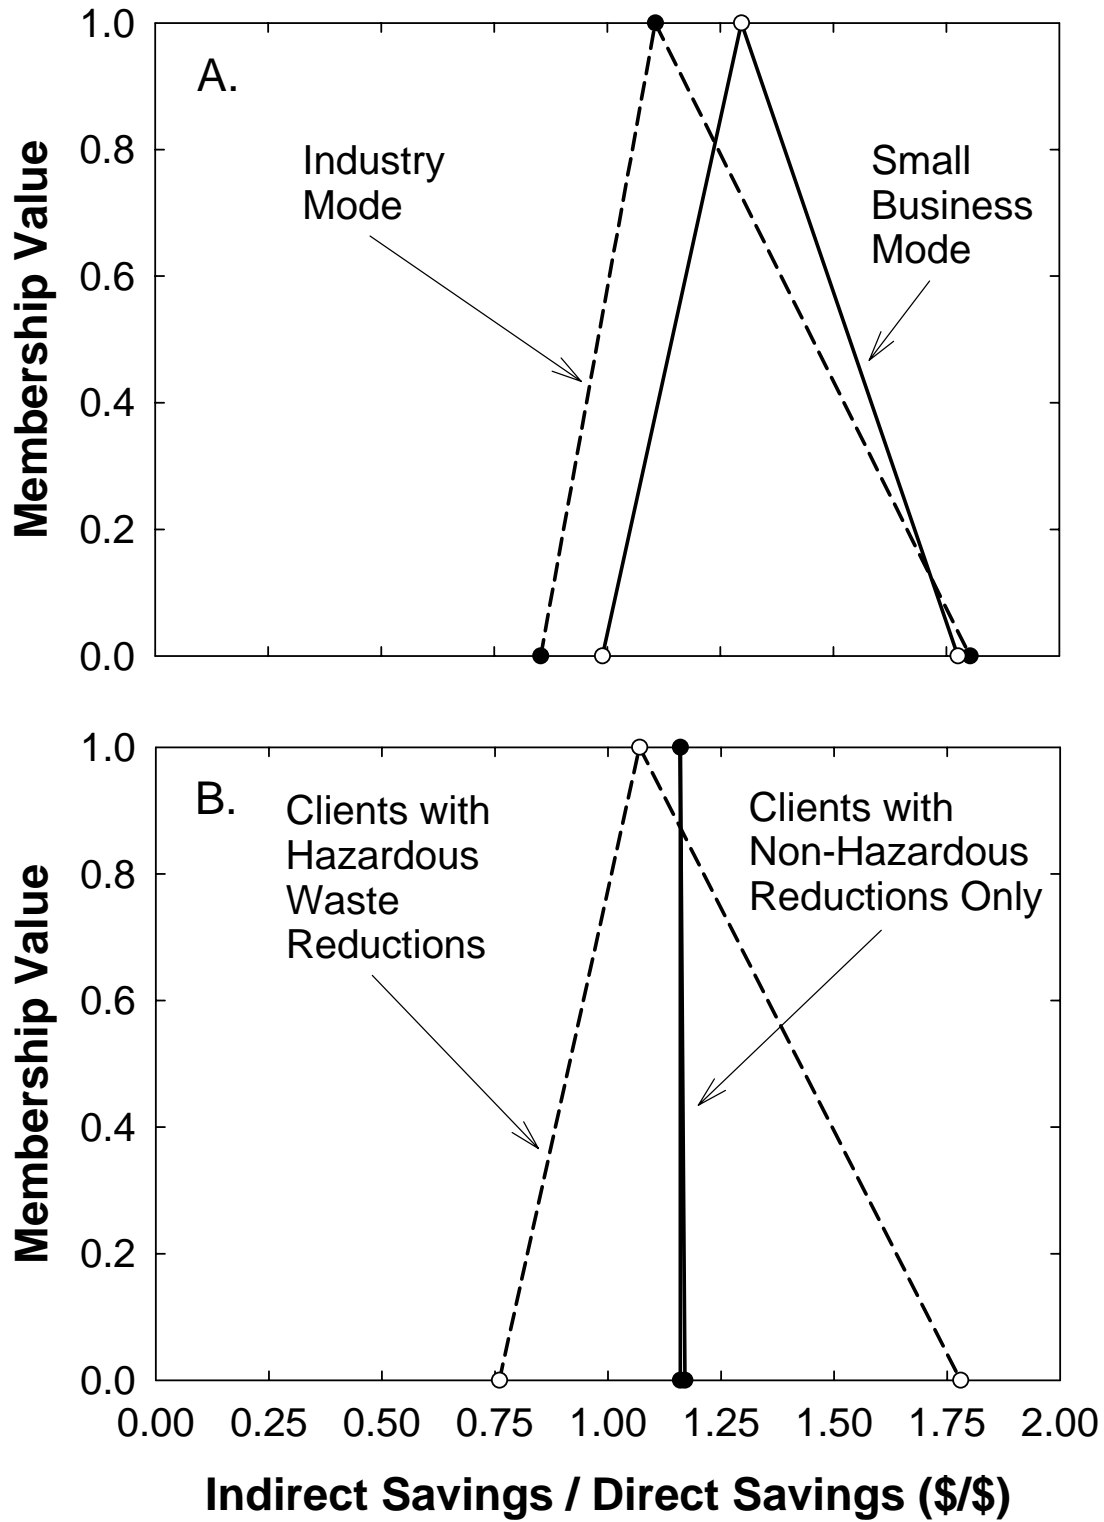 A.
1.0
0.8
0.6
0.4
0.2
0.0
Membership Value
Industry
Mode
Small
Business
Mode
B.
1.0
0.8
0.6
0.4
0.2
0.0
Membership Value
Clients with
Hazardous
Waste
Reductions
Clients with
Non-Hazardous
Reductions Only
0.00 0.25 0.50 0.75 1.00 1.25 1.50 1.75 2.00
Indirect Savings / Direct Savings ($/$)